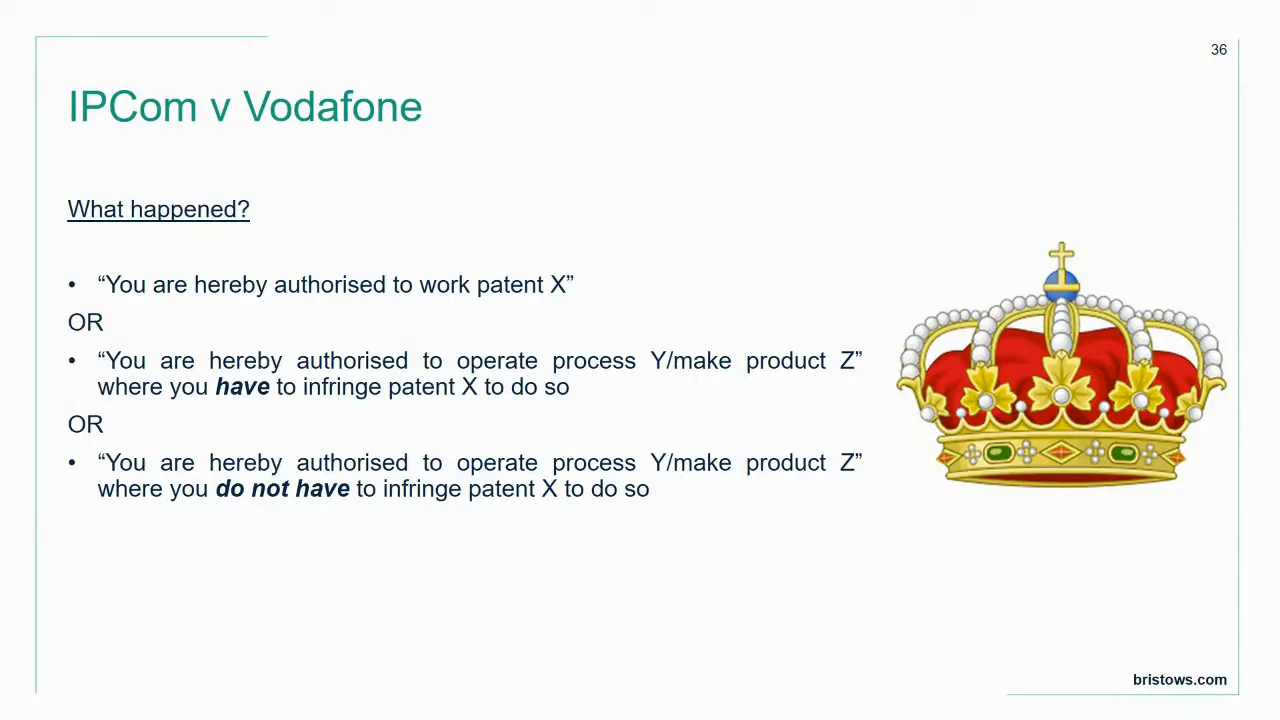 36
IPCom v Vodafone
What happened?
• “You are hereby authorised to work patent X”
OR
• “You are hereby authorised to operate process Y/make product Z”
where you have to infringe patent X to do so
OR
• “You are hereby authorised to operate process Y/make product Z”
where you do not have to infringe patent X to do so
bristows.com